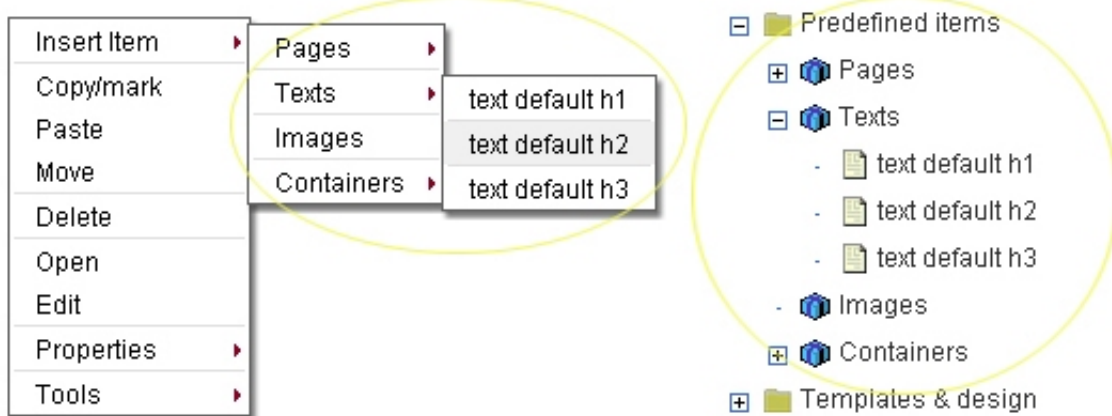 Insert Item
Copy/mark
Paste
Move
Delete
Open
Edit
Properties
Tools
Pages
Texts
Images
Containers
text default h1
text default h2
text default h3
Predefined items
Pages
Texts
text default h1
text default h2
text default h3
Images
Containers
Templates & design